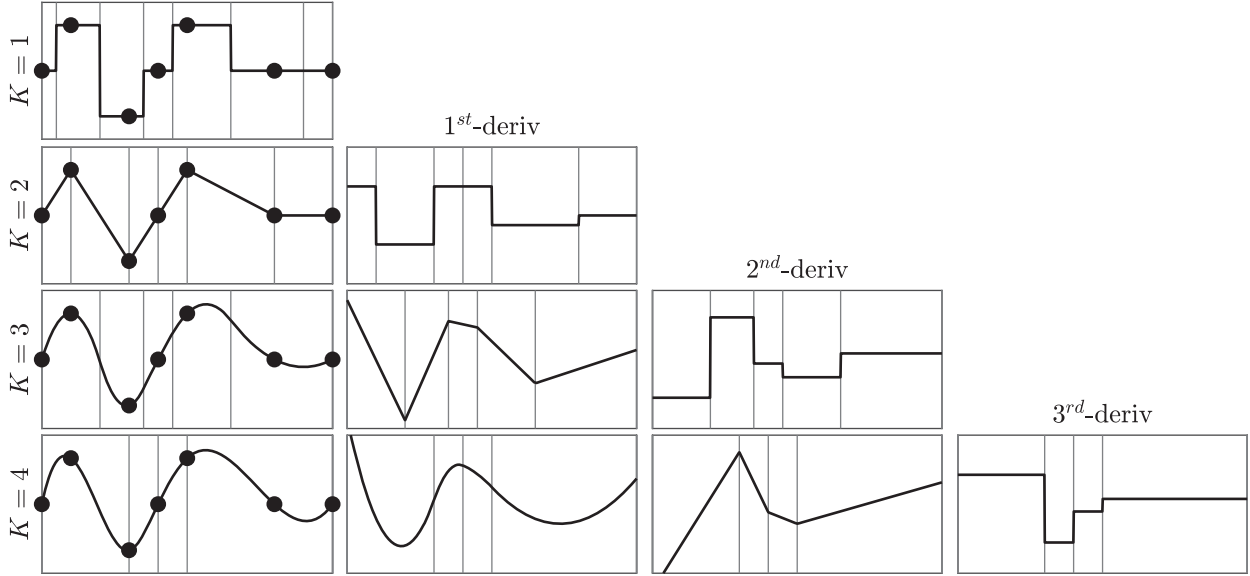 K = 1
1st-deriv
K = 2
2nd-deriv
K = 3
3rd-deriv
K = 4